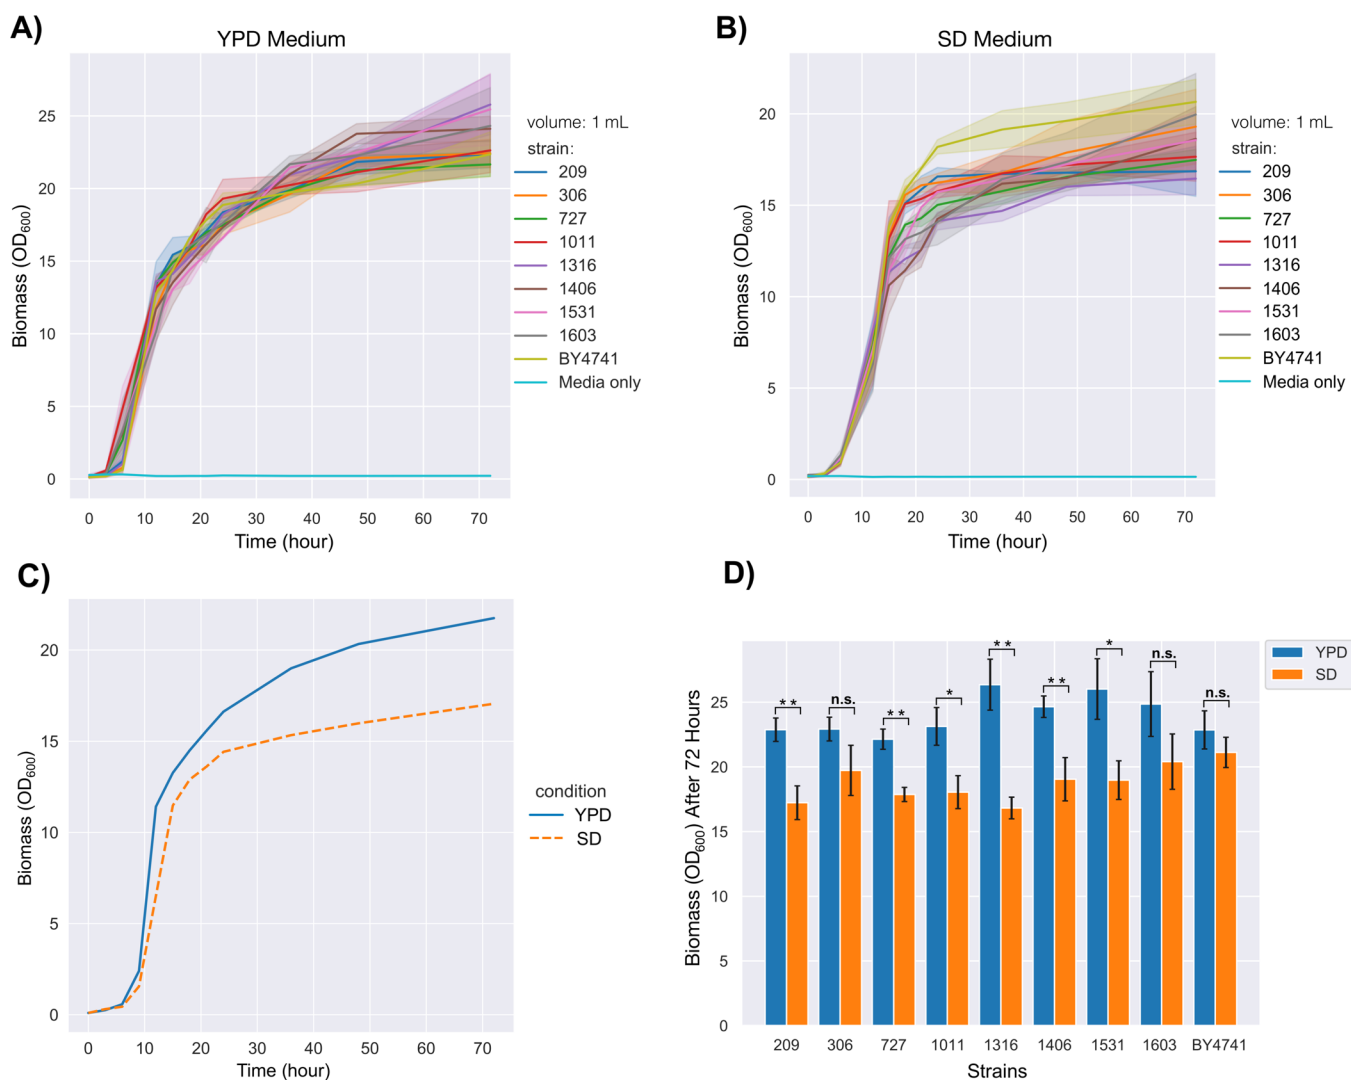 A)
YPD Medium
Biomass (OD600)
25
20
15
10
5
0
0 10 20 30 40 50 60 70
Time (hour)
volume: 1 mL
strain:
209
306
727
1011
1316
1406
1531
1603
BY4741
Media only
B)
SD Medium
Biomass (OD600)
20
15
10
5
0
0 10 20 30 40 50 60 70
Time (hour)
volume: 1 mL
strain:
209
306
727
1011
1316
1406
1531
1603
BY4741
Media only
C)
Biomass (OD600)
20
15
10
5
0
0 10 20 30 40 50 60 70
Time (hour)
condition
YPD
SD
D)
Biomass (OD600) After 72 Hours
25
20
15
10
5
0
** n.s. ** * ** ** * n.s. n.s.
209 306 727 1011 1316 1406 1531 1603 BY4741
Strains
YPD
SD